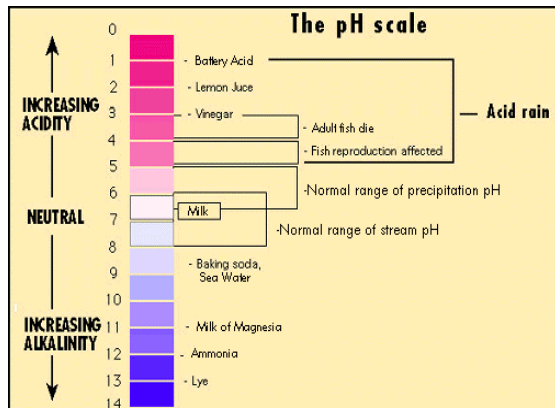 The pH scale
0
1
2
3
4
5
6
7
8
9
10
11
12
13
14
INCREASING
ACIDITY
NEUTRAL
INCREASING
ALKALINITY
- Battery Acid
- Lemon Juce
- Vinegar
- Adult fish die
- Fish reproduction affected
Acid rain
-Normal range of precipitation pH
Milk
-Normal range of stream pH
- Baking soda,
Sea Water
- Milk of Magnesia
- Ammonia
- Lye